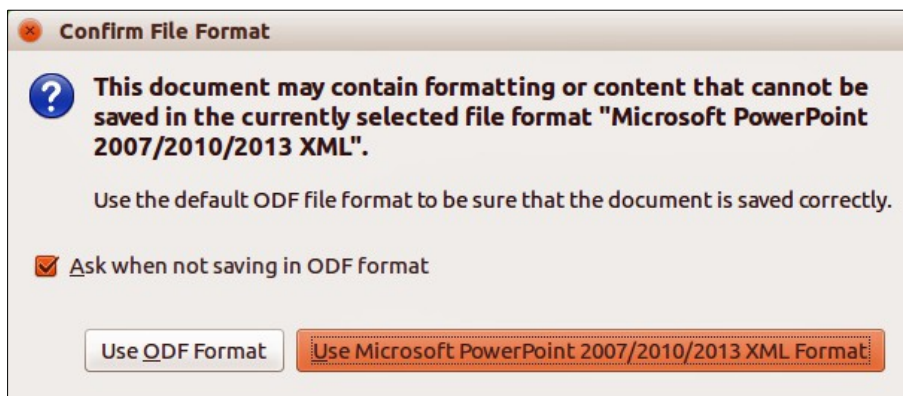 Confirm File Format
This document may contain formatting or content that cannot be
saved in the currently selected file format "Microsoft PowerPoint
2007/2010/2013 XML".
Use the default ODF file format to be sure that the document is saved correctly.
Ask when not saving in ODF format
Use ODF Format
Use Microsoft PowerPoint 2007/2010/2013 XML Format